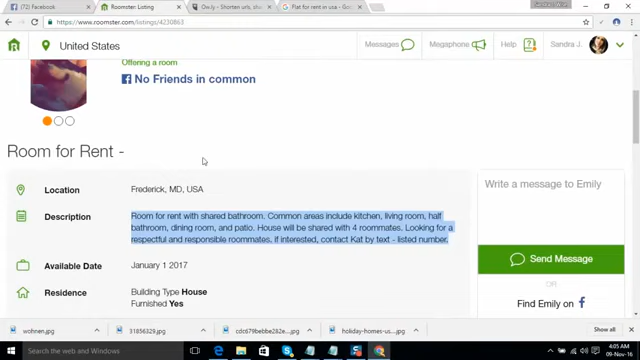 (72) Facebook
Roomster Listing
Ow.ly - Shorten urls, sha
Flat for rent in usa - Go
https://www.roomster.com/listings/4230863
United States
Messages
Megaphone
Help
Sandra J.
Offering a room
No Friends in common
Room for Rent -
Location
Frederick, MD, USA
Description
Room for rent with shared bathroom. Common areas include kitchen, living room, half
bathroom, dining room, and patio. House will be shared with 4 roommates. Looking for a
respectful and responsible roommates, if interested, contact Kat by text - listed number.
Available Date
January 1 2017
Residence
Building Type House
Furnished Yes
Write a message to Emily
Send Message
OR
Find Emily on f
wohnen.jpg
31856329.jpg
cdc679bebbe282e....jpg
holiday-homes-us....jpg
Show all
Search the web and Windows
4:05 AM
09-Nov-16